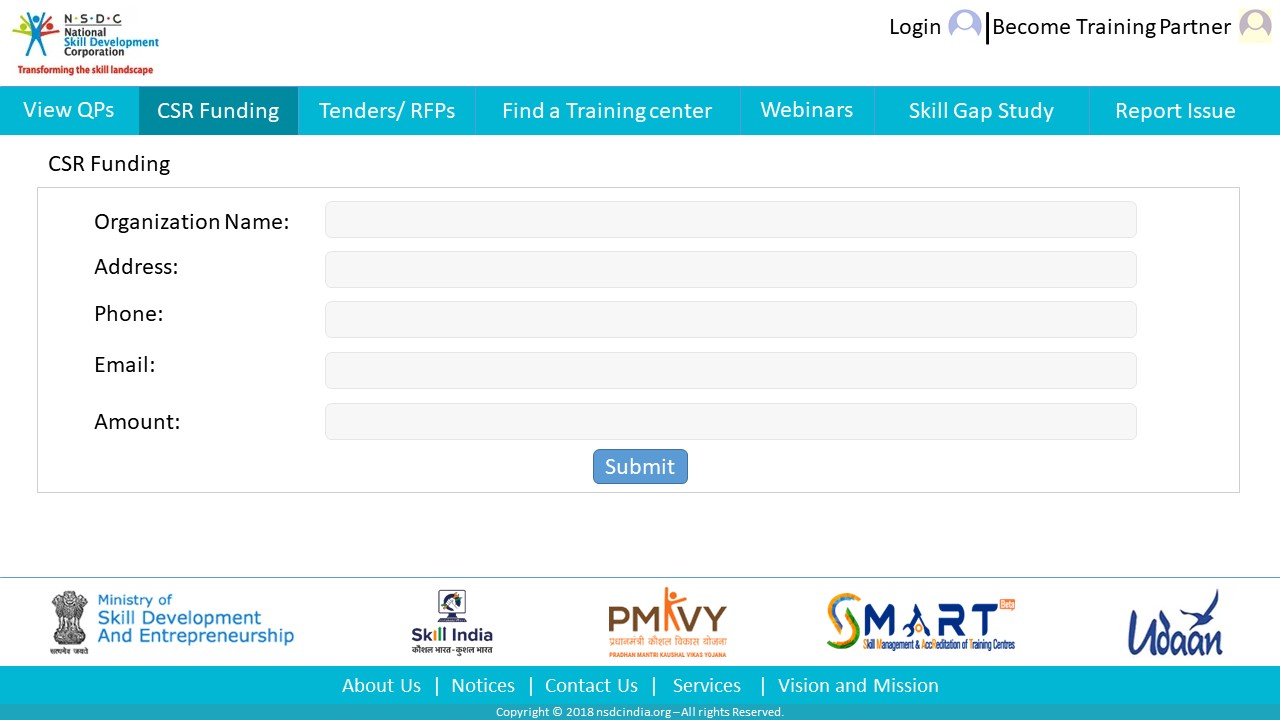 N·S·D·C
National
Skill Development
Corporation
Transforming the skill landscape
Login
Become Training Partner
View QPs
CSR Funding
Tenders/ RFPs
Find a Training center
Webinars
Skill Gap Study
Report Issue
CSR Funding
Organization Name:
Address:
Phone:
Email:
Amount:
Submit
सत्यमेव जयते
Ministry of
Skill Development
And Entrepreneurship
Skill India
कौशल भारत-कुशल भारत
PMKVY
प्रधानमंत्री कौशल विकास योजना
PRADHAN MANTRI KAUSHAL VIKAS YOJANA
SMART
Beta
Skill Management & AccReditation of Training Centres
Udaan
About Us | Notices | Contact Us | Services | Vision and Mission
Copyright © 2018 nsdcindia.org – All rights Reserved.